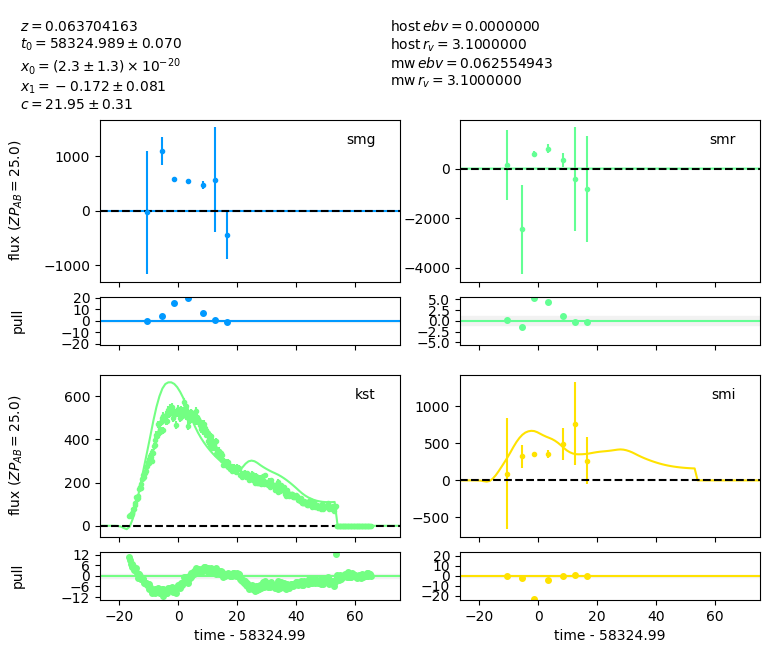 z = 0.063704163
t₀ = 58324.989 ± 0.070
x₀ = (2.3 ± 1.3) × 10⁻²⁰
x₁ = −0.172 ± 0.081
c = 21.95 ± 0.31
host ebv = 0.0000000
host r_v = 3.1000000
mw ebv = 0.062554943
mw r_v = 3.1000000
flux (ZP_AB = 25.0)
1000
0
−1000
smg
0
−2000
−4000
smr
pull
20
10
0
−10
−20
5.0
2.5
0.0
−2.5
−5.0
flux (ZP_AB = 25.0)
600
400
200
0
kst
1000
500
0
−500
smi
pull
12
6
0
−6
−12
−20 0 20 40 60
time - 58324.99
20
10
0
−10
−20
−20 0 20 40 60
time - 58324.99